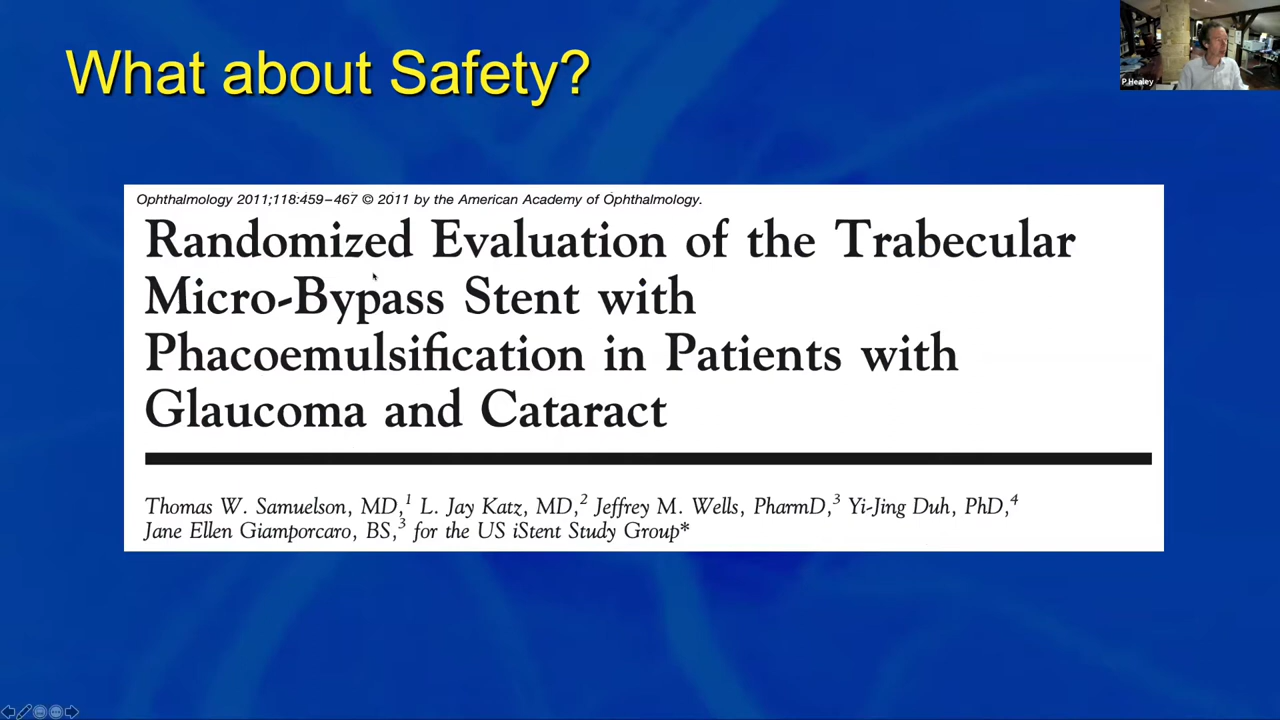 What about Safety?
P Healey
Ophthalmology 2011;118:459–467 © 2011 by the American Academy of Ophthalmology.
Randomized Evaluation of the Trabecular
Micro-Bypass Stent with
Phacoemulsification in Patients with
Glaucoma and Cataract
Thomas W. Samuelson, MD,1 L. Jay Katz, MD,2 Jeffrey M. Wells, PharmD,3 Yi-Jing Duh, PhD,4
Jane Ellen Giamporcaro, BS,3 for the US iStent Study Group*